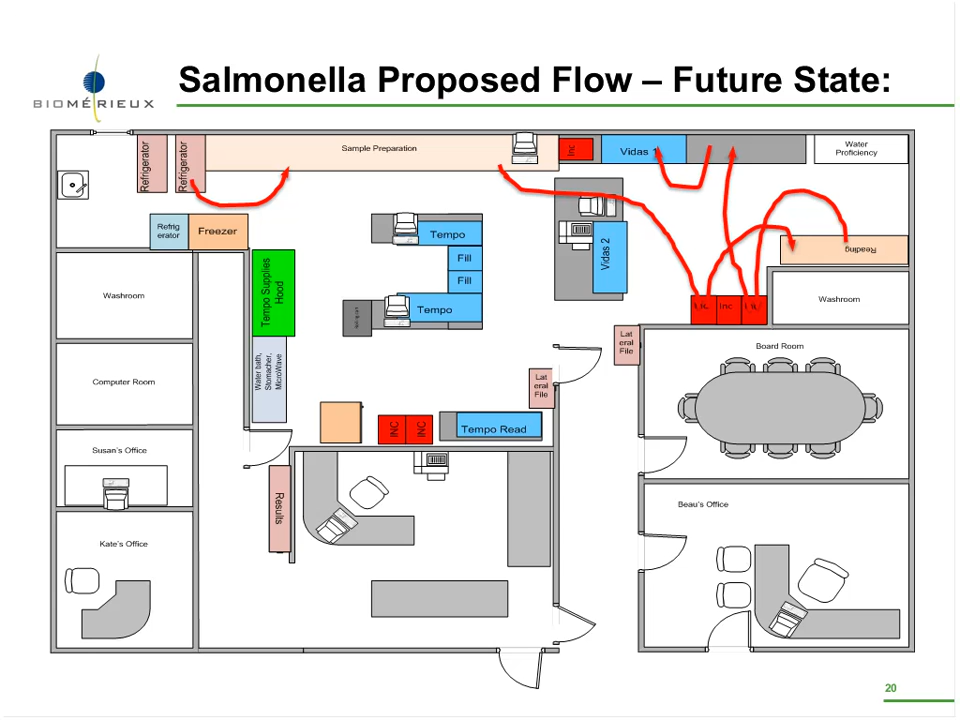 BIOMÉRIEUX
Salmonella Proposed Flow – Future State:
Refrigerator
Refrigerator
Sample Preparation
Inc
Vidas 1
Water
Proficiency
Refrig
erator
Freezer
Tempo
Fill
Fill
Tempo
Vidas 2
Reading
Washroom
Tempo Supplies
Hood
Inc
Washroom
Lat
eral
File
Board Room
Water bath,
Stomacher,
MicroWave
Computer Room
Lat
eral
File
INC
INC
Tempo Read
Susan's Office
Results
Beau's Office
Kate's Office
20